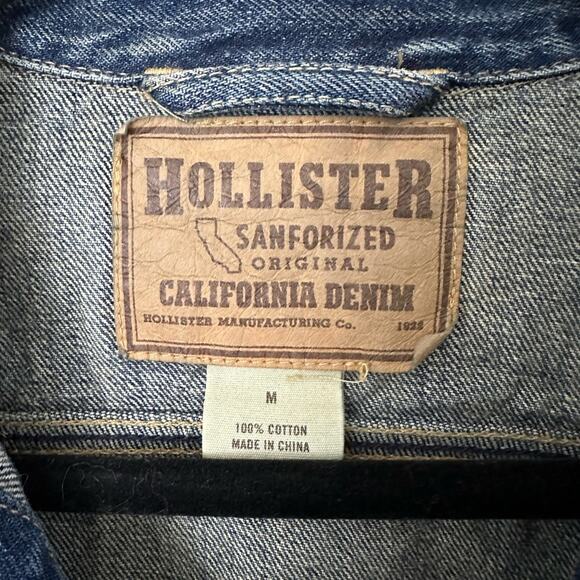 HOLLISTER
SANFORIZED
ORIGINAL
CALIFORNIA DENIM
HOLLISTER MANUFACTURING Co. 1922
M
100% COTTON
MADE IN CHINA